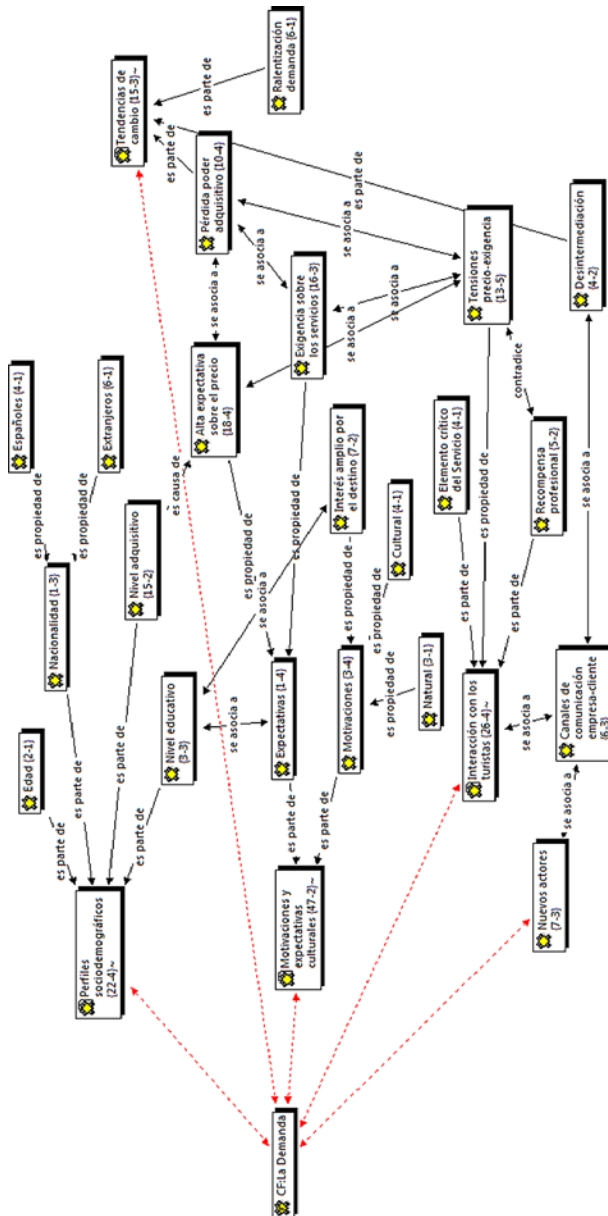 CF:La Demanda
Perfiles
sociodemográficos
{22-4}~
Motivaciones y
expectativas
culturales {47-2}~
Nuevos actores
{7-3}
Edad {2-1}
Nacionalidad {1-3}
Españoles {4-1}
Extranjeros {6-1}
Nivel adquisitivo
{15-2}
Nivel educativo
{3-3}
Expectativas {1-4}
Motivaciones {3-4}
Natural {3-1}
Cultural {4-1}
Interés amplio por
el destino {7-2}
Alta expectativa
sobre el precio
{18-4}
Exigencia sobre
los servicios {16-3}
Pérdida poder
adquisitivo {10-4}
Tendencias de
cambio {15-3}~
Ralentización
demanda {6-1}
Interacción con los
turistas {26-4}~
Elemento crítico
del Servicio {4-1}
Recompensa
profesional {5-2}
Tensiones
precio-exigencia
{13-5}
Canales de
comunicación
empresa-cliente
{6-3}
Desintermediación
{4-2}
es parte de
es parte de
es parte de
es parte de
es propiedad de
es propiedad de
es causa de
se asocia a
se asocia a
es propiedad de
es propiedad de
es parte de
es parte de
es propiedad de
es propiedad de
es propiedad de
se asocia a
se asocia a
se asocia a
se asocia a
se asocia a
es parte de
es parte de
es parte de
es parte de
es propiedad de
es parte de
contradice
se asocia a
se asocia a
se asocia a